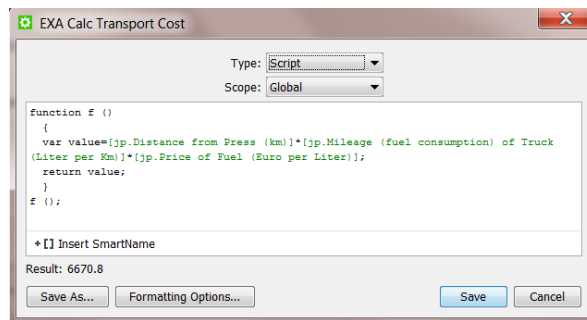 EXA Calc Transport Cost
Type: Script
Scope: Global
function f ()
{
var value=[jp.Distance from Press (km)]*[jp.Mileage (fuel consumption) of Truck
(Liter per Km)]*[jp.Price of Fuel (Euro per Liter)];
return value;
}
f ();
+[] Insert SmartName
Result: 6670.8
Save As... Formatting Options... Save Cancel